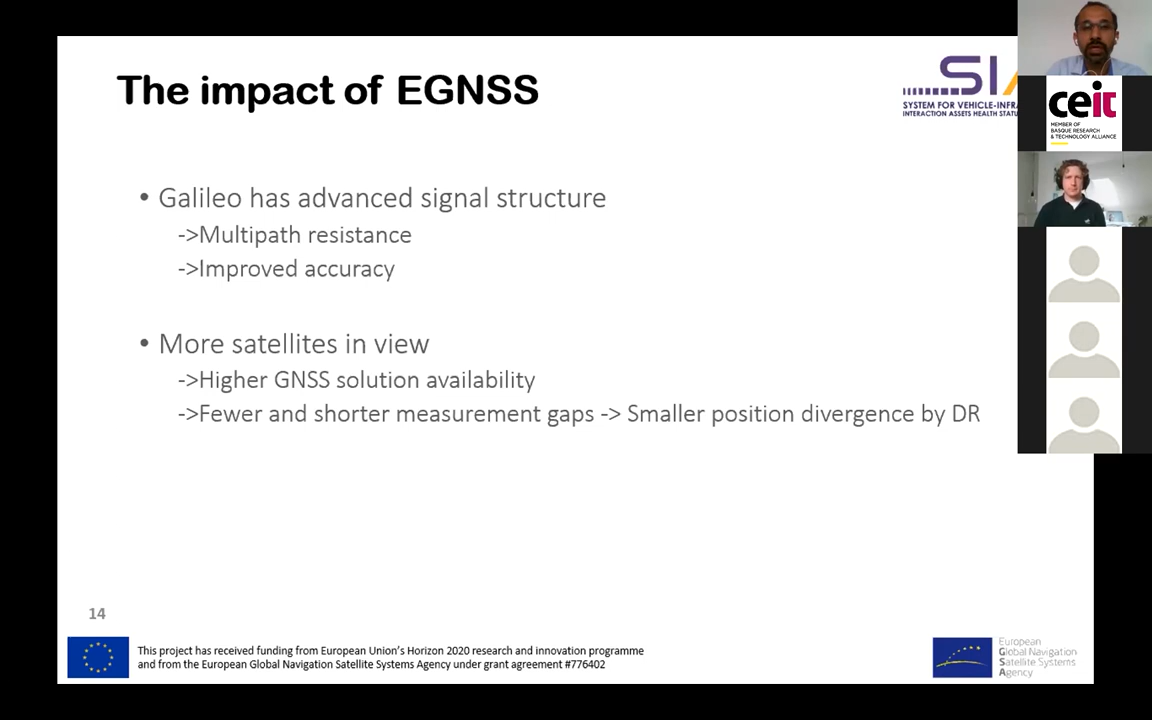 The impact of EGNSS
SI
SYSTEM FOR VEHICLE-INFRA
INTERACTION ASSETS HEALTH STATU
ceit
MEMBER OF
BASQUE RESEARCH
& TECHNOLOGY ALLIANCE
• Galileo has advanced signal structure
->Multipath resistance
->Improved accuracy
• More satellites in view
->Higher GNSS solution availability
->Fewer and shorter measurement gaps -> Smaller position divergence by DR
14
This project has received funding from European Union's Horizon 2020 research and innovation programme
and from the European Global Navigation Satellite Systems Agency under grant agreement #776402
European
Global Navigation
Satellite Systems
Agency